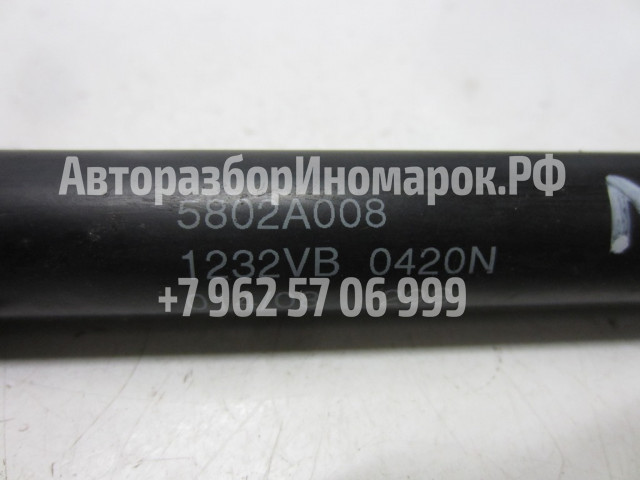 АвторазборИномарок.РФ
5802A008
1232VB 0420N
+7 962 57 06 999